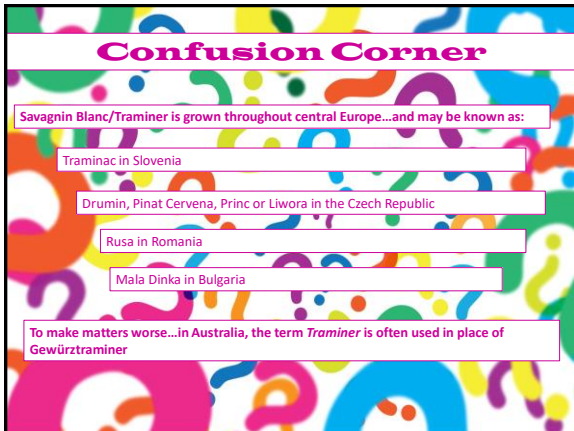 Confusion Corner
Savagnin Blanc/Traminer is grown throughout central Europe…and may be known as:
Traminac in Slovenia
Drumin, Pinat Cervena, Princ or Liwora in the Czech Republic
Rusa in Romania
Mala Dinka in Bulgaria
To make matters worse…in Australia, the term Traminer is often used in place of
Gewürztraminer